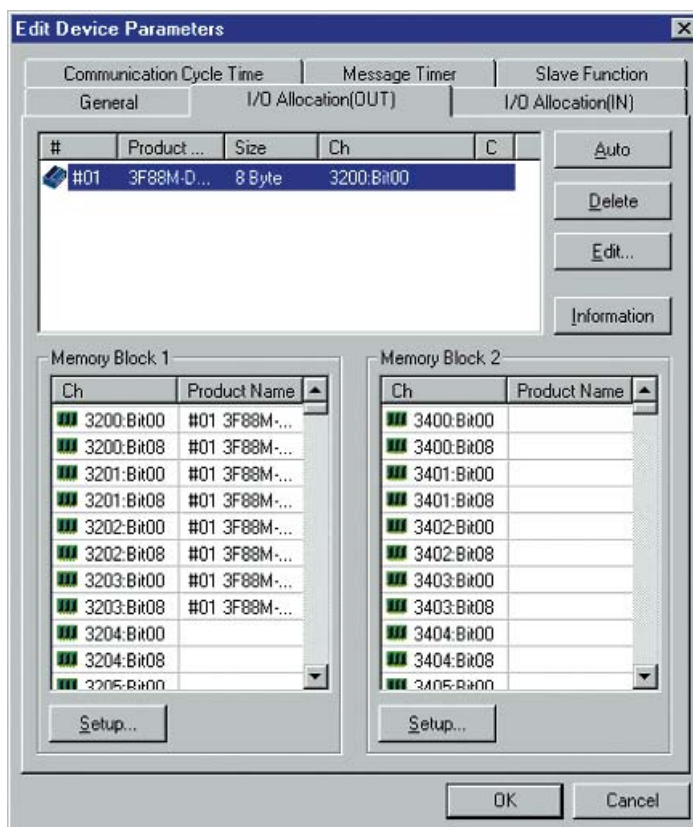 Edit Device Parameters
Communication Cycle Time Message Timer Slave Function
General I/O Allocation(OUT) I/O Allocation(IN)
# Product ... Size Ch C
#01 3F88M-D... 8 Byte 3200:Bit00
Auto
Delete
Edit...
Information
Memory Block 1
Ch Product Name
3200:Bit00 #01 3F88M-...
3200:Bit08 #01 3F88M-...
3201:Bit00 #01 3F88M-...
3201:Bit08 #01 3F88M-...
3202:Bit00 #01 3F88M-...
3202:Bit08 #01 3F88M-...
3203:Bit00 #01 3F88M-...
3203:Bit08 #01 3F88M-...
3204:Bit00
3204:Bit08
3205:Bit00
Setup...
Memory Block 2
Ch Product Name
3400:Bit00
3400:Bit08
3401:Bit00
3401:Bit08
3402:Bit00
3402:Bit08
3403:Bit00
3403:Bit08
3404:Bit00
3404:Bit08
3405:Bit00
Setup...
OK Cancel